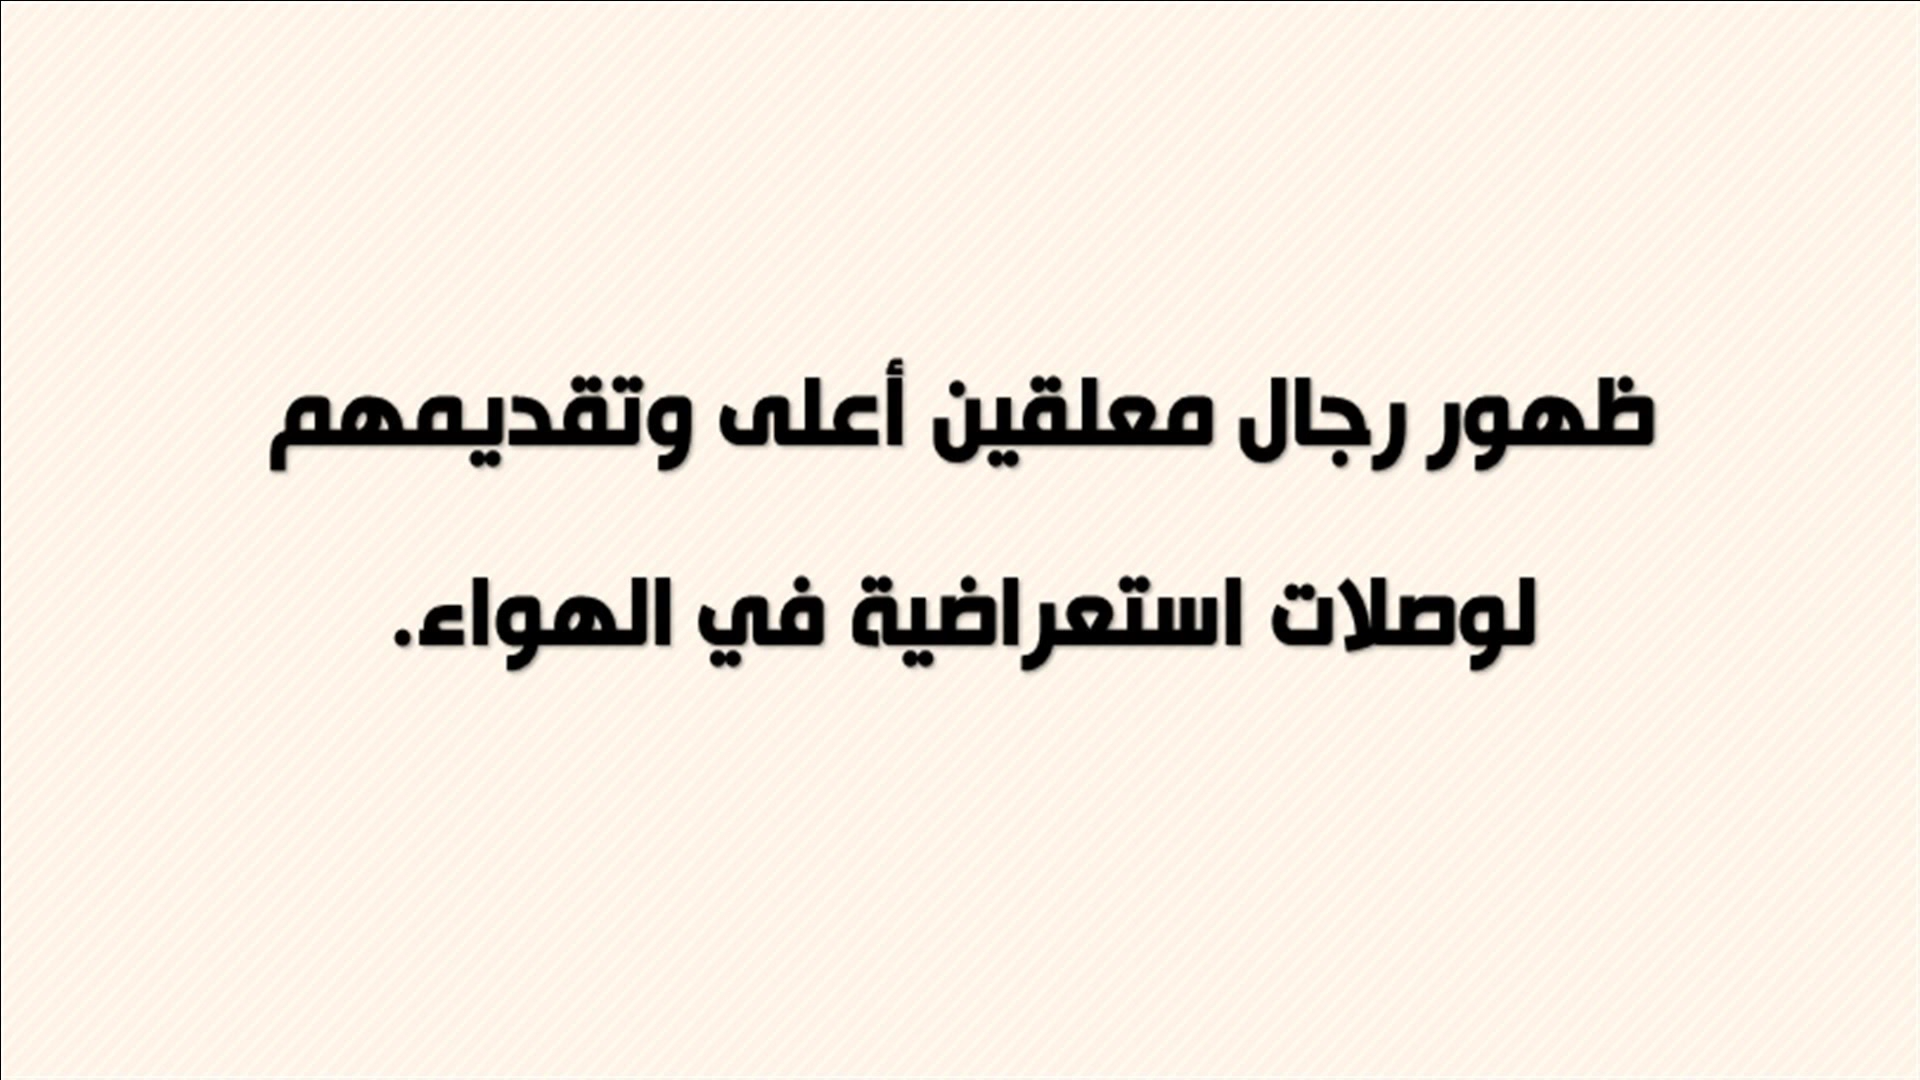 ظهور رجال معلقين أعلى وتقديمهم
لوصلات استعراضية في الهواء.